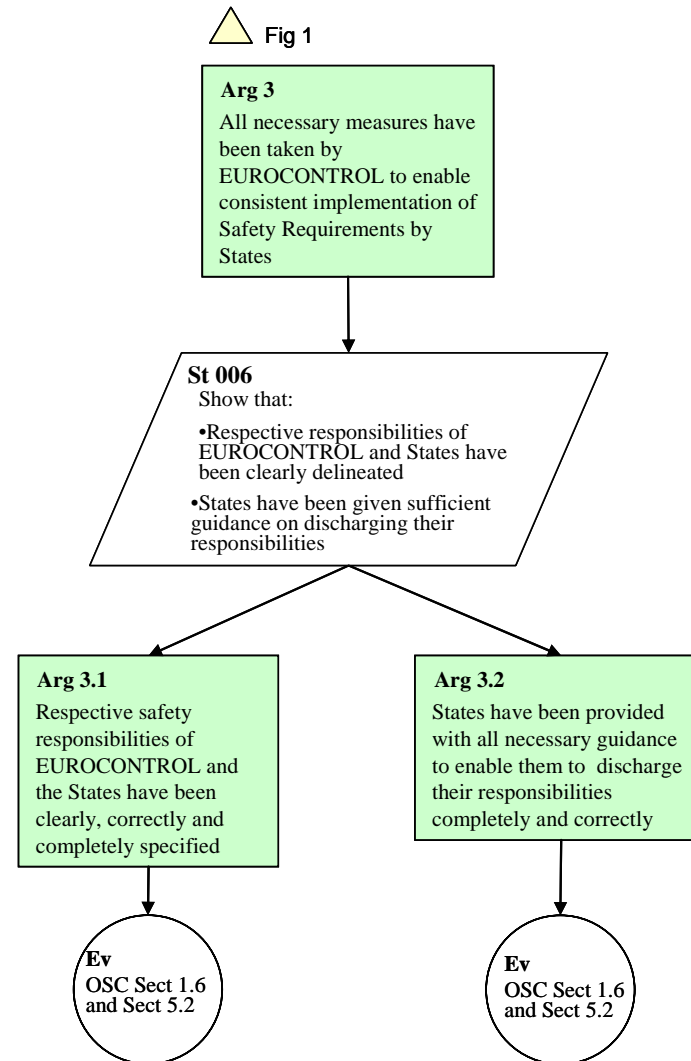 Fig 1
Arg 3
All necessary measures have
been taken by
EUROCONTROL to enable
consistent implementation of
Safety Requirements by
States
St 006
Show that:
•Respective responsibilities of
EUROCONTROL and States have
been clearly delineated
•States have been given sufficient
guidance on discharging their
responsibilities
Arg 3.1
Respective safety
responsibilities of
EUROCONTROL and
the States have been
clearly, correctly and
completely specified
Arg 3.2
States have been provided
with all necessary guidance
to enable them to discharge
their responsibilities
completely and correctly
Ev
OSC Sect 1.6
and Sect 5.2
Ev
OSC Sect 1.6
and Sect 5.2